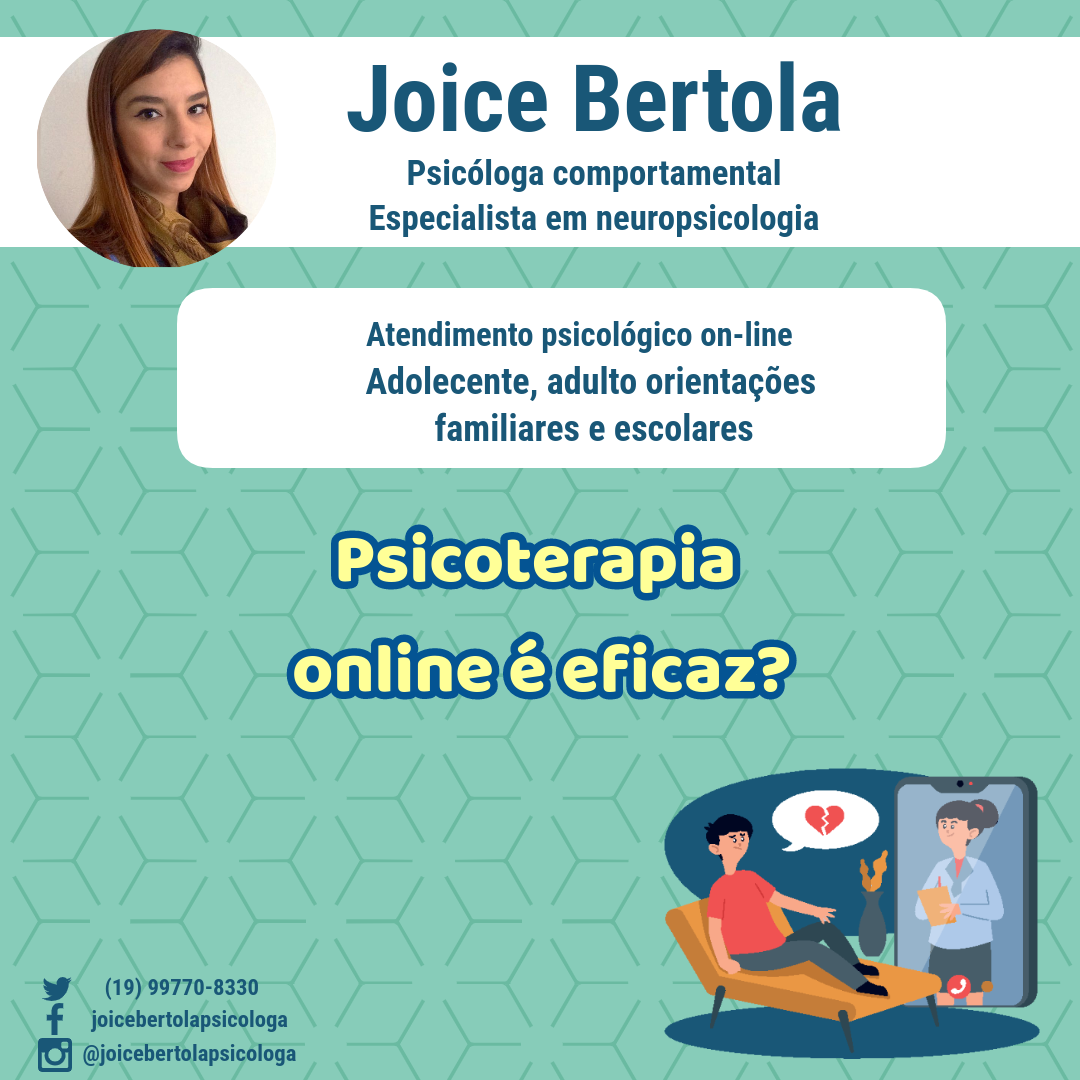 Joice Bertola
Psicóloga comportamental
Especialista em neuropsicologia
Atendimento psicológico on-line
Adolecente, adulto orientações
familiares e escolares
Psicoterapia
online é eficaz?
(19) 99770-8330
joicebertolapsicologa
@joicebertolapsicologa